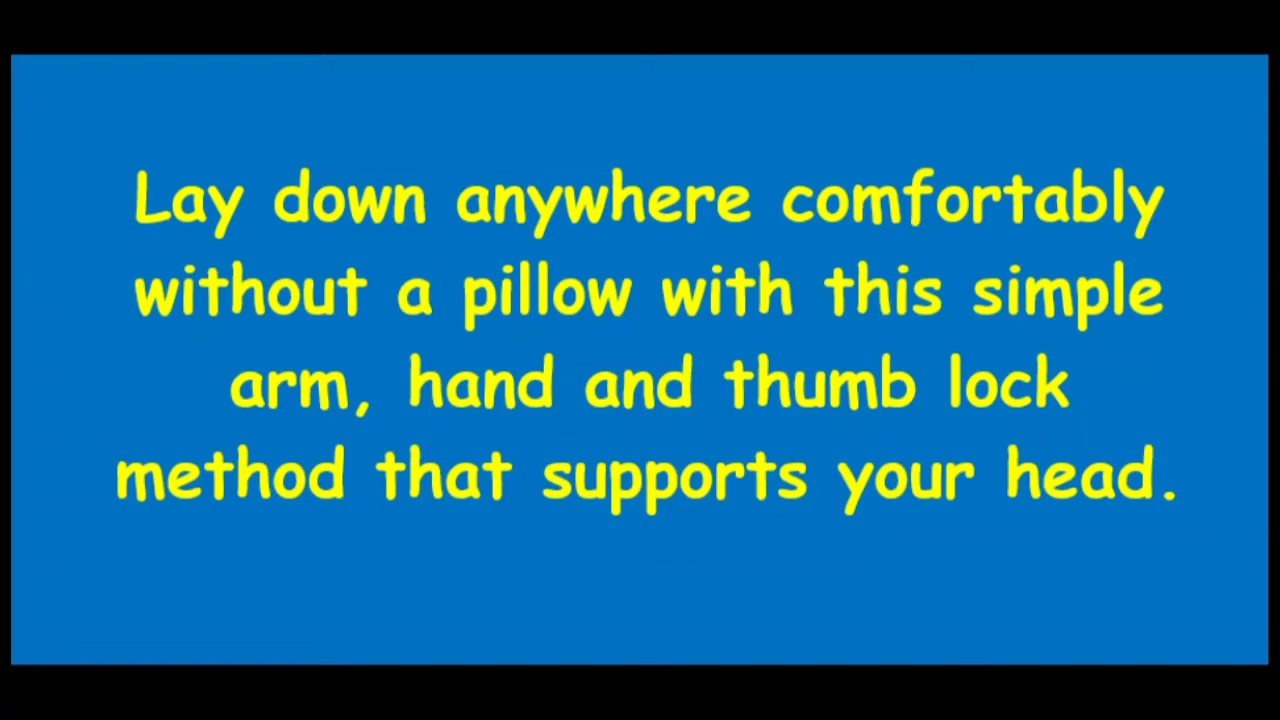 Lay down anywhere comfortably
without a pillow with this simple
arm, hand and thumb lock
method that supports your head.